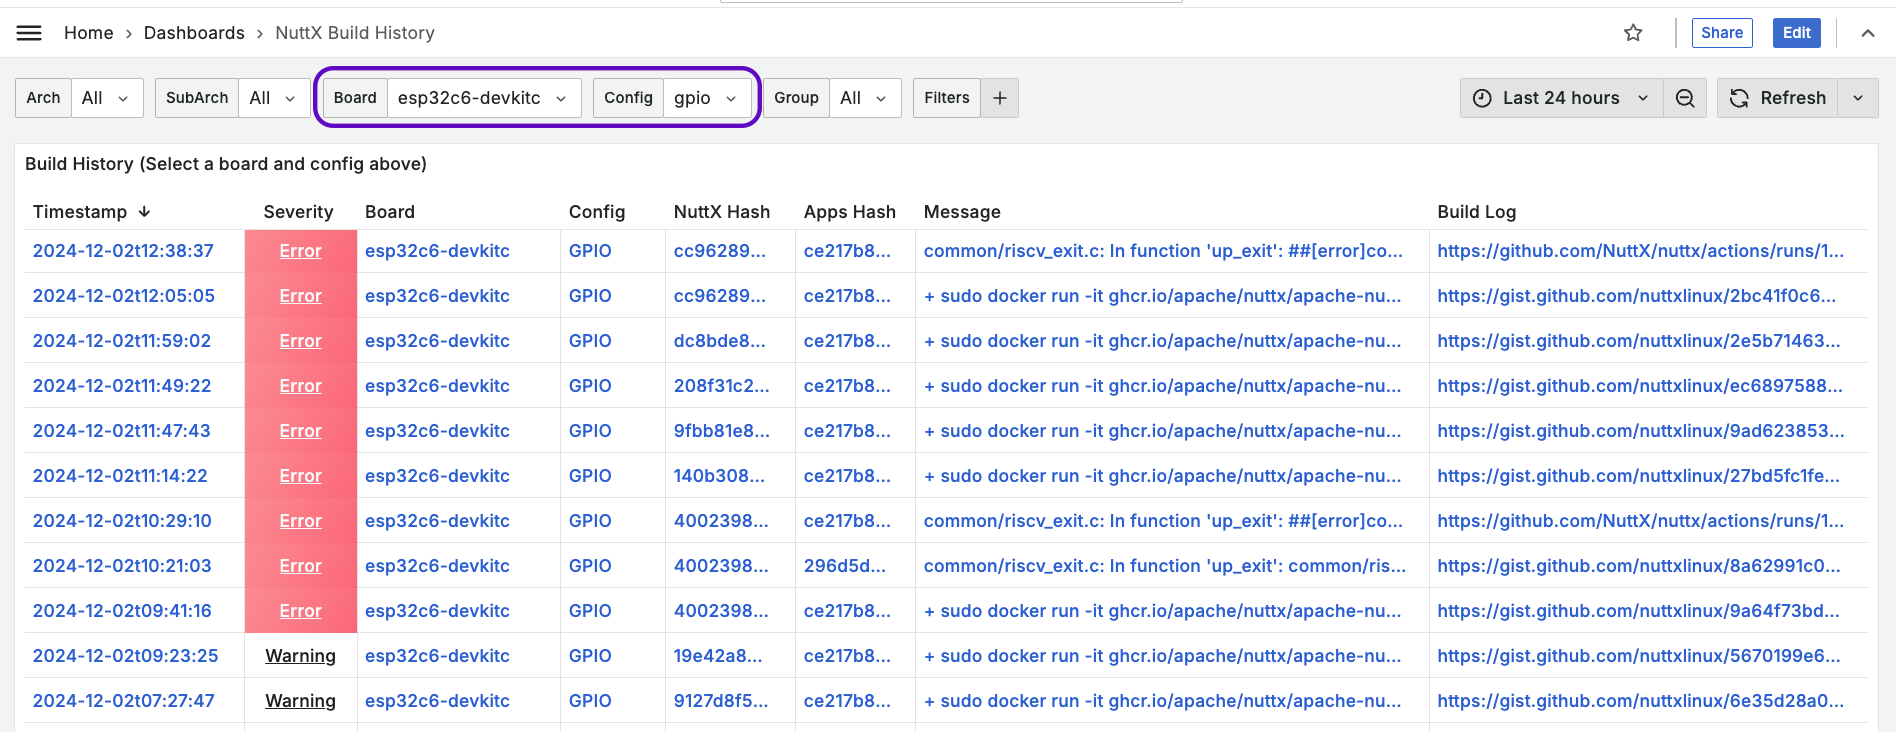 Home › Dashboards › NuttX Build History Share Edit
Arch All SubArch All Board esp32c6-devkitc Config gpio Group All Filters + Last 24 hours Refresh
Build History (Select a board and config above)
Timestamp ↓ Severity Board Config NuttX Hash Apps Hash Message Build Log
2024-12-02t12:38:37 Error esp32c6-devkitc GPIO cc96289... ce217b8... common/riscv_exit.c: In function 'up_exit': ##[error]co... https://github.com/NuttX/nuttx/actions/runs/1...
2024-12-02t12:05:05 Error esp32c6-devkitc GPIO cc96289... ce217b8... + sudo docker run -it ghcr.io/apache/nuttx/apache-nu... https://gist.github.com/nuttxlinux/2bc41f0c6...
2024-12-02t11:59:02 Error esp32c6-devkitc GPIO dc8bde8... ce217b8... + sudo docker run -it ghcr.io/apache/nuttx/apache-nu... https://gist.github.com/nuttxlinux/2e5b71463...
2024-12-02t11:49:22 Error esp32c6-devkitc GPIO 208f31c2... ce217b8... + sudo docker run -it ghcr.io/apache/nuttx/apache-nu... https://gist.github.com/nuttxlinux/ec6897588...
2024-12-02t11:47:43 Error esp32c6-devkitc GPIO 9fbb81e8... ce217b8... + sudo docker run -it ghcr.io/apache/nuttx/apache-nu... https://gist.github.com/nuttxlinux/9ad623853...
2024-12-02t11:14:22 Error esp32c6-devkitc GPIO 140b308... ce217b8... + sudo docker run -it ghcr.io/apache/nuttx/apache-nu... https://gist.github.com/nuttxlinux/27bd5fc1fe...
2024-12-02t10:29:10 Error esp32c6-devkitc GPIO 4002398... ce217b8... common/riscv_exit.c: In function 'up_exit': ##[error]co... https://github.com/NuttX/nuttx/actions/runs/1...
2024-12-02t10:21:03 Error esp32c6-devkitc GPIO 4002398... 296d5d... common/riscv_exit.c: In function 'up_exit': common/ris... https://gist.github.com/nuttxlinux/8a62991c0...
2024-12-02t09:41:16 Error esp32c6-devkitc GPIO 4002398... ce217b8... + sudo docker run -it ghcr.io/apache/nuttx/apache-nu... https://gist.github.com/nuttxlinux/9a64f73bd...
2024-12-02t09:23:25 Warning esp32c6-devkitc GPIO 19e42a8... ce217b8... + sudo docker run -it ghcr.io/apache/nuttx/apache-nu... https://gist.github.com/nuttxlinux/5670199e6...
2024-12-02t07:27:47 Warning esp32c6-devkitc GPIO 9127d8f5... ce217b8... + sudo docker run -it ghcr.io/apache/nuttx/apache-nu... https://gist.github.com/nuttxlinux/6e35d28a0...